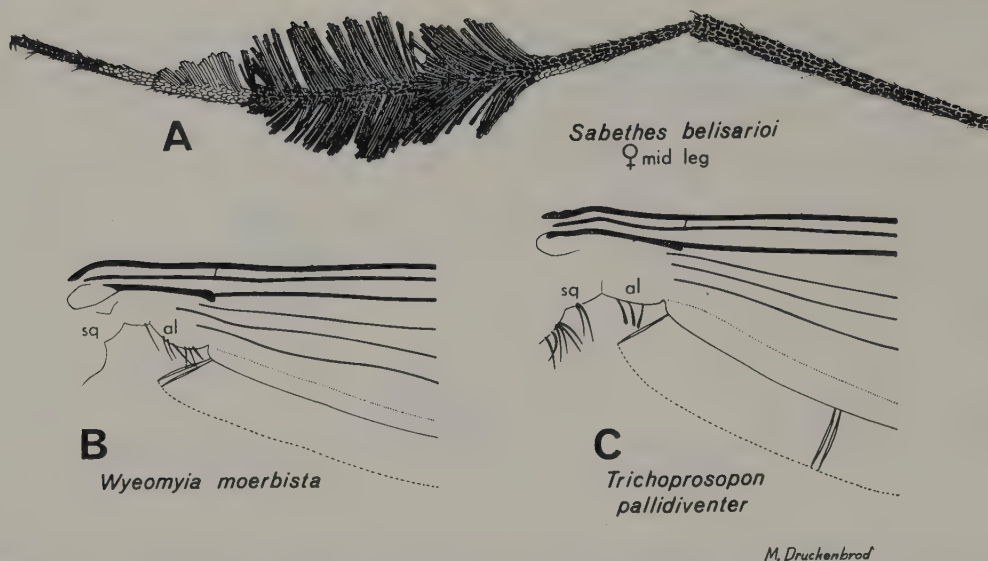 A
Sabethes belisarioi
♀ mid leg
sq al
sq al
B
Wyeomyia moerbista
C
Trichoprosopon
pallidiventer
M. Druckenbrod